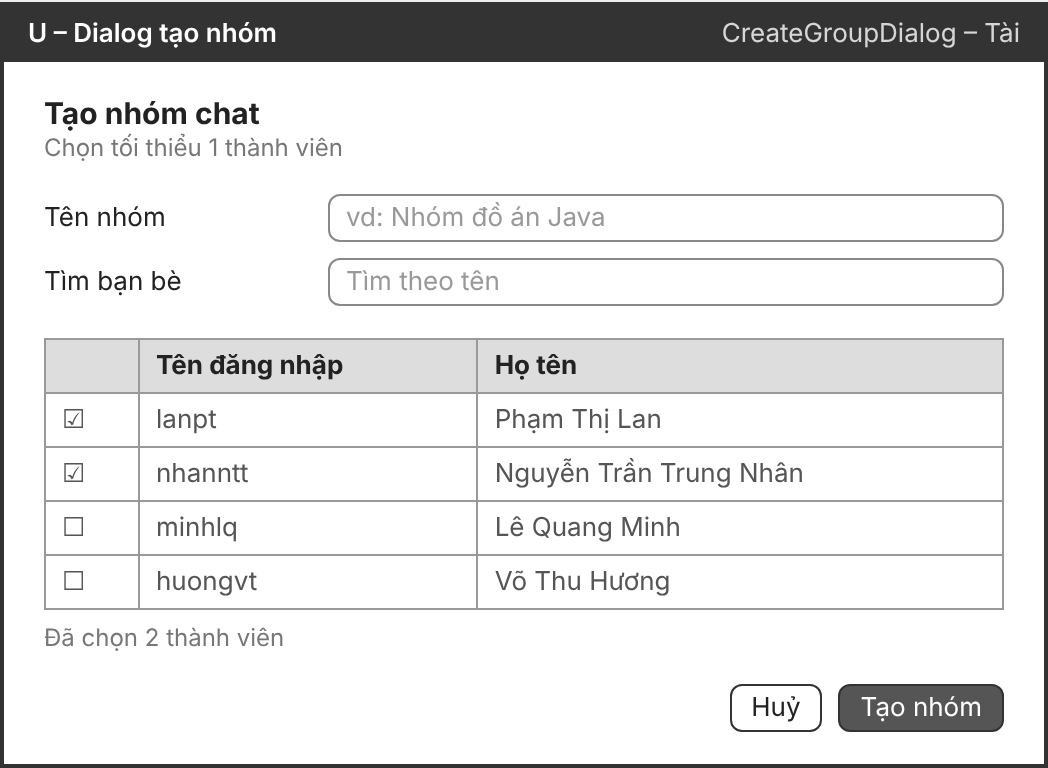 U – Dialog tạo nhóm CreateGroupDialog – Tài
Tạo nhóm chat
Chọn tối thiểu 1 thành viên
Tên nhóm vd: Nhóm đồ án Java
Tìm bạn bè Tìm theo tên
Tên đăng nhập Họ tên
☑ lanpt Phạm Thị Lan
☑ nhanntt Nguyễn Trần Trung Nhân
☐ minhlq Lê Quang Minh
☐ huongvt Võ Thu Hương
Đã chọn 2 thành viên
Huỷ Tạo nhóm